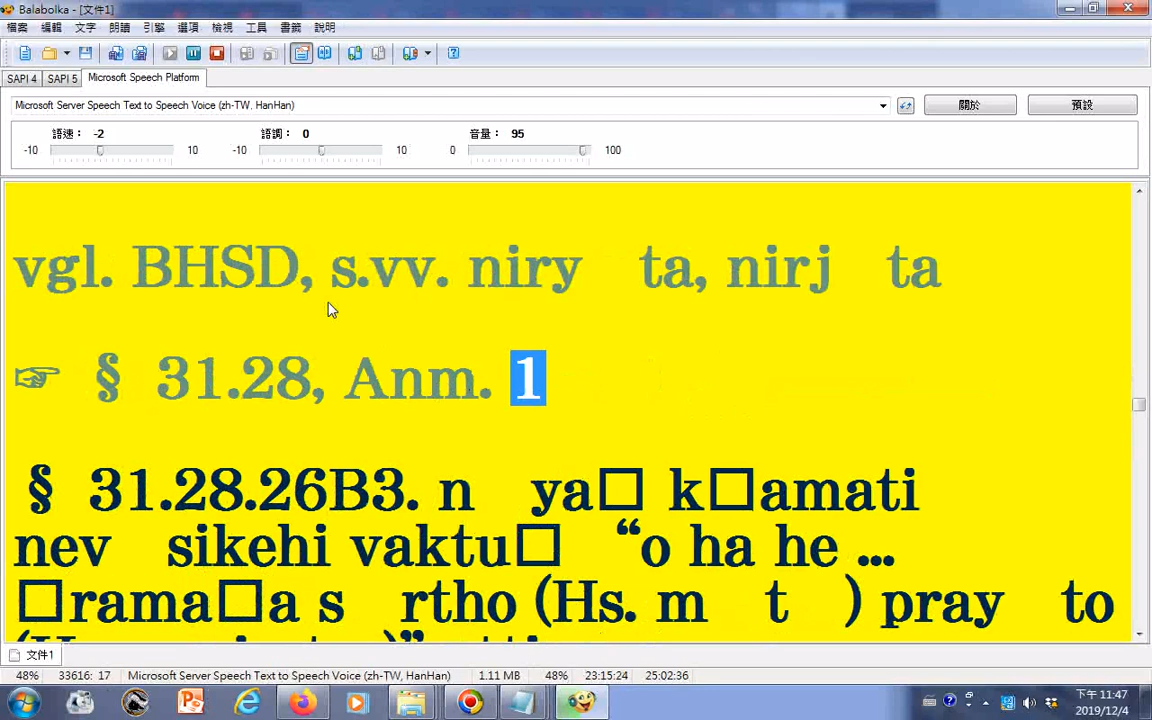 Balabolka - [文件1]
檔案 編輯 文字 朗讀 引擎 選項 檢視 工具 書籤 說明
SAPI 4 SAPI 5 Microsoft Speech Platform
Microsoft Server Speech Text to Speech Voice (zh-TW, HanHan) 關於 預設
語速： -2 語調： 0 音量： 95
-10 10 -10 10 0 100
vgl. BHSD, s.vv. niry ta, nirj ta
☞ § 31.28, Anm. 1
§ 31.28.26B3. n ya□ k□amati
nev sikehi vaktu□ “o ha he ...
□rama□a s rtho (Hs. m t ) pray to
文件1
48% 33616: 17 Microsoft Server Speech Text to Speech Voice (zh-TW, HanHan) 1.11 MB 48% 23:15:24 25:02:36
下午 11:47
2019/12/4